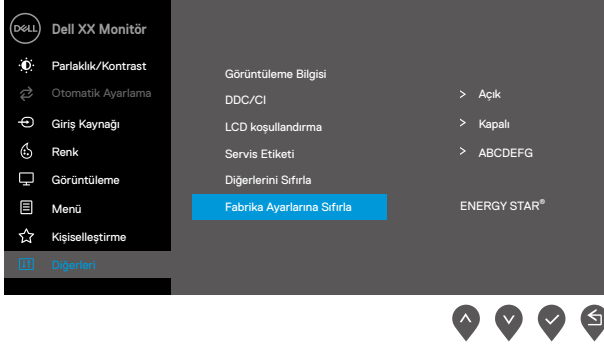 DELL Dell XX Monitör
Parlaklık/Kontrast
Otomatik Ayarlama
Giriş Kaynağı
Renk
Görüntüleme
Menü
Kişiselleştirme
Diğerleri
Görüntüleme Bilgisi
DDC/CI > Açık
LCD koşullandırma > Kapalı
Servis Etiketi > ABCDEFG
Diğerlerini Sıfırla
Fabrika Ayarlarına Sıfırla ENERGY STAR®